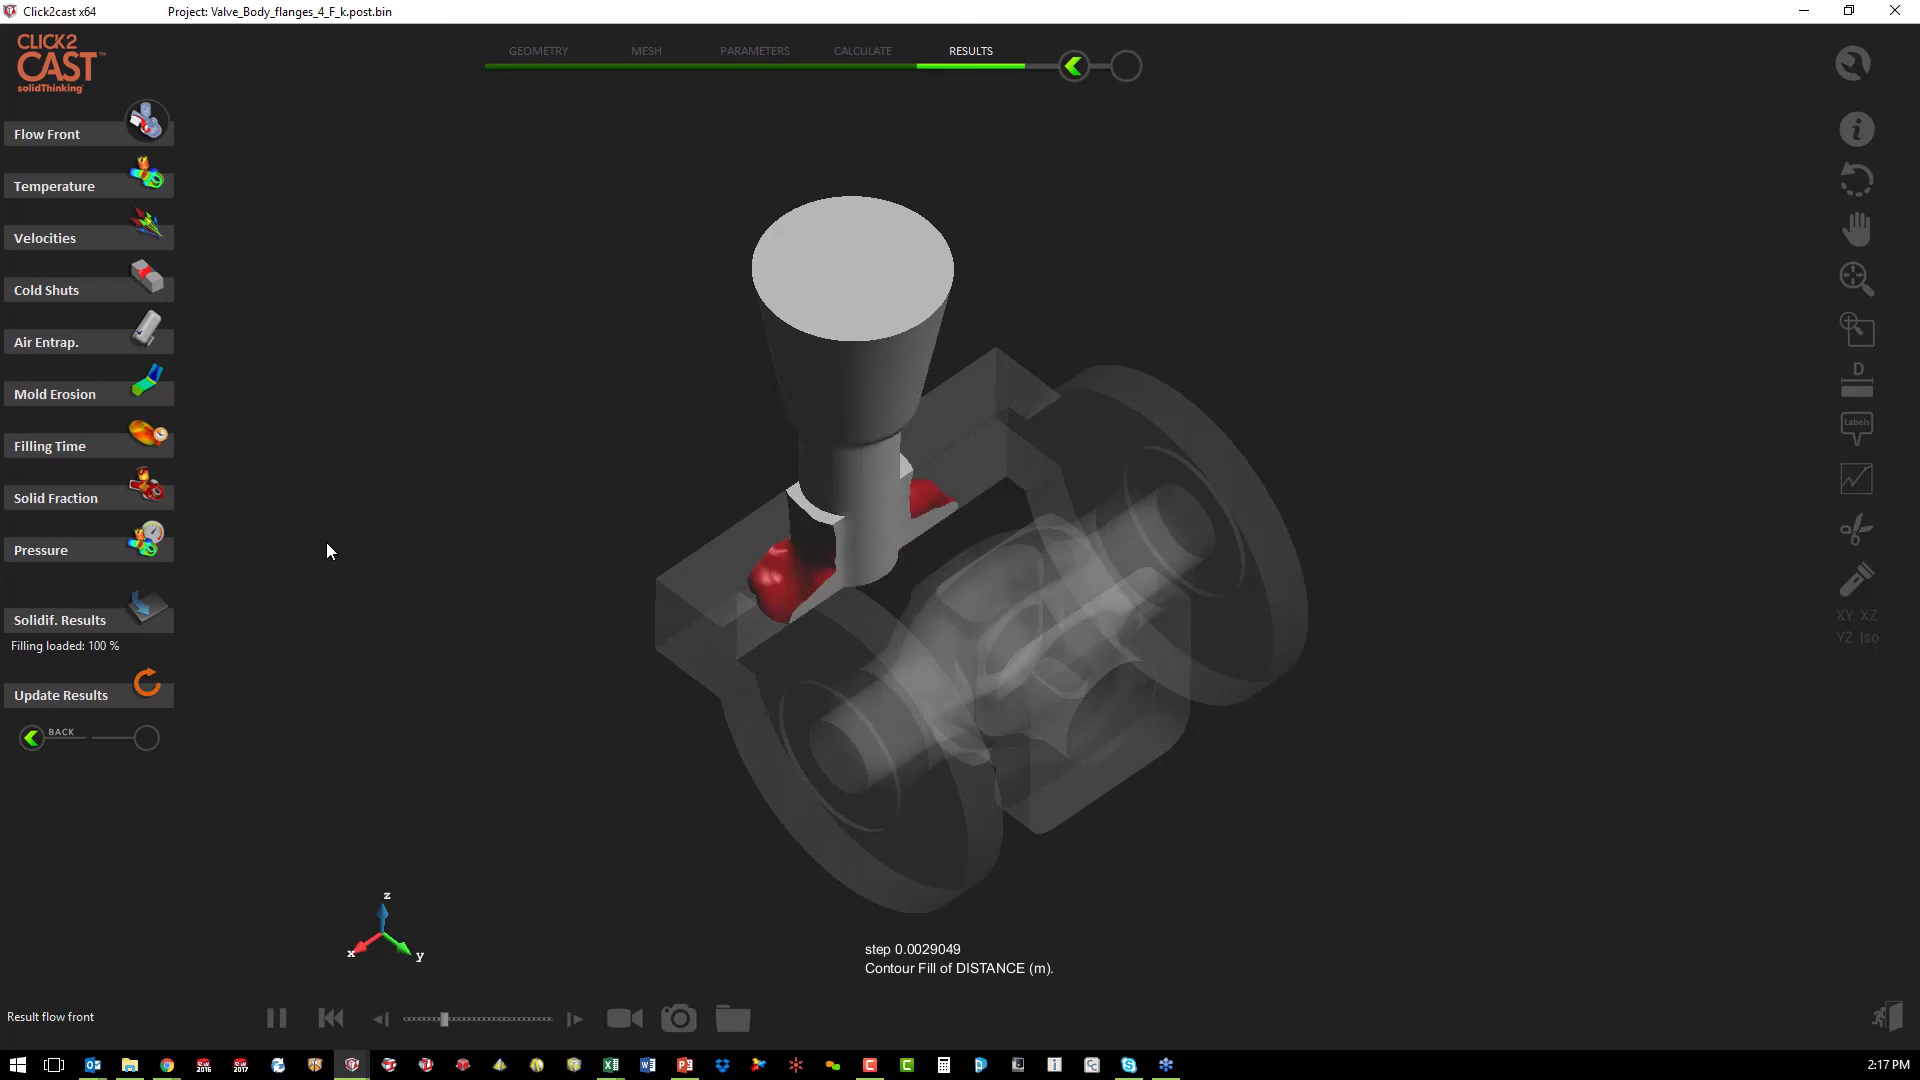 Click2cast x64
Project: Valve_Body_flanges_4_F_k.post.bin
CLICK2
CAST™
solidThinking
GEOMETRY
MESH
PARAMETERS
CALCULATE
RESULTS
Flow Front
Temperature
Velocities
Cold Shuts
Air Entrap.
Mold Erosion
Filling Time
Solid Fraction
Pressure
Solidif. Results
Filling loaded: 100 %
Update Results
BACK
D
Labels
XY XZ
YZ Iso
z
x
y
step 0.0029049
Contour Fill of DISTANCE (m).
Result flow front
2:17 PM